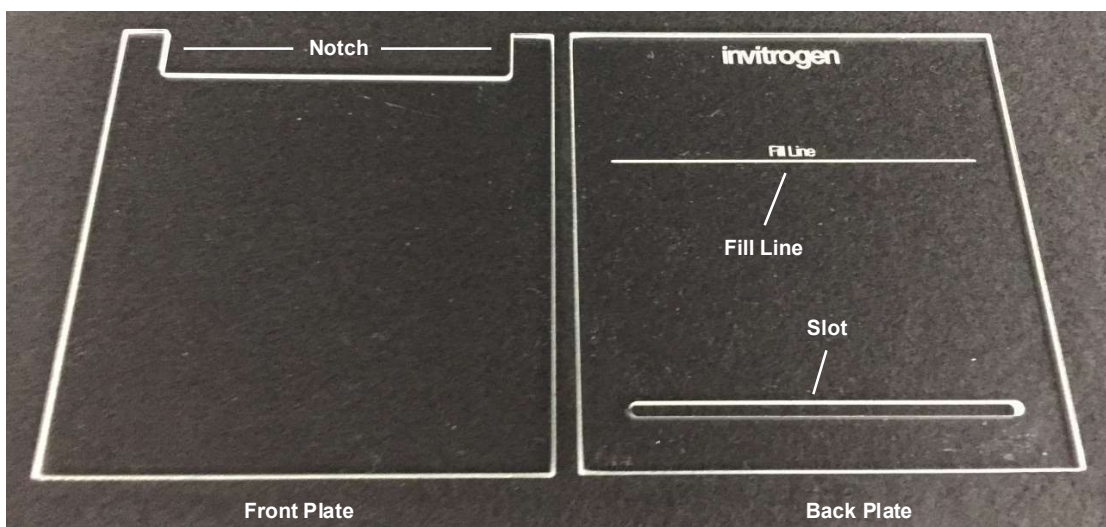 Notch
invitrogen
Fill Line
Fill Line
Slot
Front Plate
Back Plate